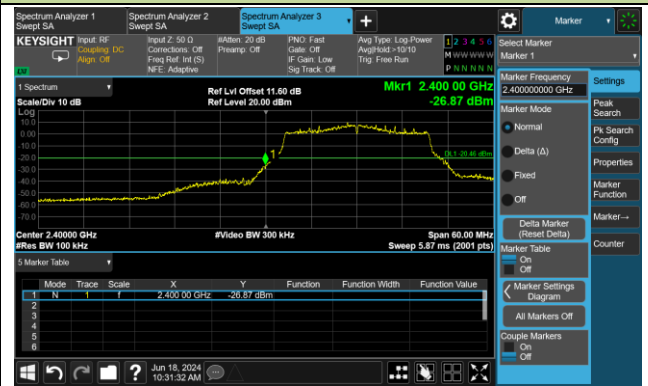 Spectrum Analyzer 1
Swept SA
Spectrum Analyzer 2
Swept SA
Spectrum Analyzer 3
Swept SA
Marker
KEYSIGHT
Input: RF
Coupling: DC
Align: Off
Input Z: 50 Ω
Corrections: Off
Freq Ref: Int (S)
NFE: Adaptive
#Atten: 20 dB
Preamp: Off
PNO: Fast
Gate: Off
IF Gain: Low
Sig Track: Off
Avg Type: Log-Power
Avg|Hold:>10/10
Trig: Free Run
1 2 3 4 5 6
M W W W W W
P N N N N N
LXI
1 Spectrum
Scale/Div 10 dB
Log
Ref Lvl Offset 11.60 dB
Ref Level 20.00 dBm
Mkr1 2.400 00 GHz
-26.87 dBm
10.0
0.00
-10.0
-20.0
-30.0
-40.0
-50.0
-60.0
-70.0
1
DL1 -20.46 dBm
Center 2.40000 GHz
#Res BW 100 kHz
#Video BW 300 kHz
Span 60.00 MHz
Sweep 5.87 ms (2001 pts)
5 Marker Table
Mode Trace Scale X Y Function Function Width Function Value
1 N 1 f 2.400 00 GHz -26.87 dBm
2
3
4
5
6
Jun 18, 2024
10:31:32 AM
Select Marker
Marker 1
Marker Frequency
2.400000000 GHz
Marker Mode
Normal
Delta (Δ)
Fixed
Off
Delta Marker
(Reset Delta)
Marker Table
On
Off
Marker Settings
Diagram
All Markers Off
Couple Markers
On
Off
Settings
Peak
Search
Pk Search
Config
Properties
Marker
Function
Marker→
Counter